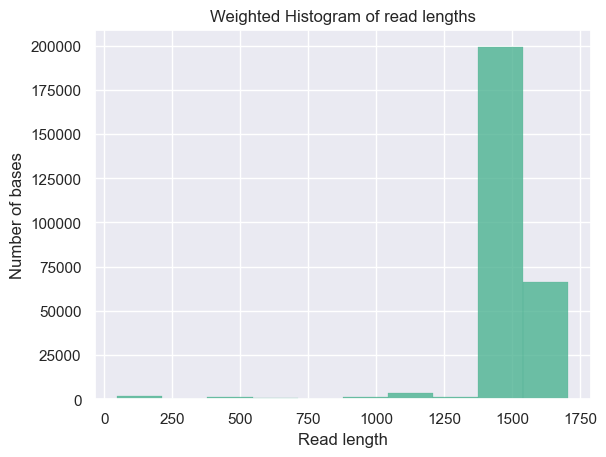 Weighted Histogram of read lengths
Number of bases
200000
175000
150000
125000
100000
75000
50000
25000
0
0 250 500 750 1000 1250 1500 1750
Read length